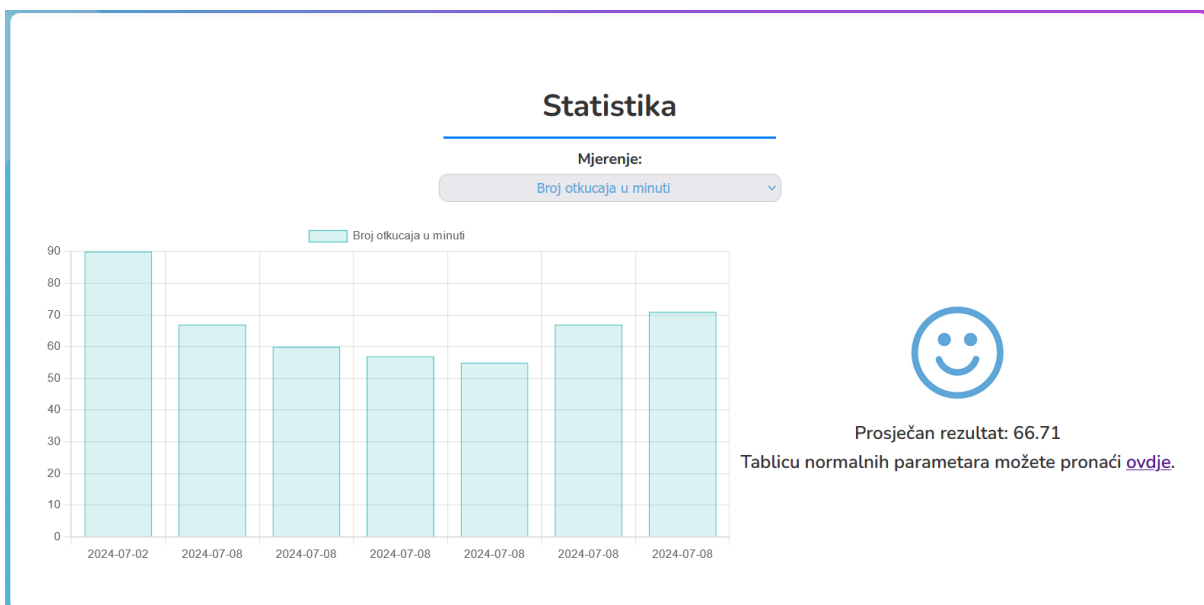 Statistika
Mjerenje:
Broj otkucaja u minuti
Broj otkucaja u minuti
90
80
70
60
50
40
30
20
10
0
2024-07-02 2024-07-08 2024-07-08 2024-07-08 2024-07-08 2024-07-08 2024-07-08
Prosječan rezultat: 66.71
Tablicu normalnih parametara možete pronaći ovdje.